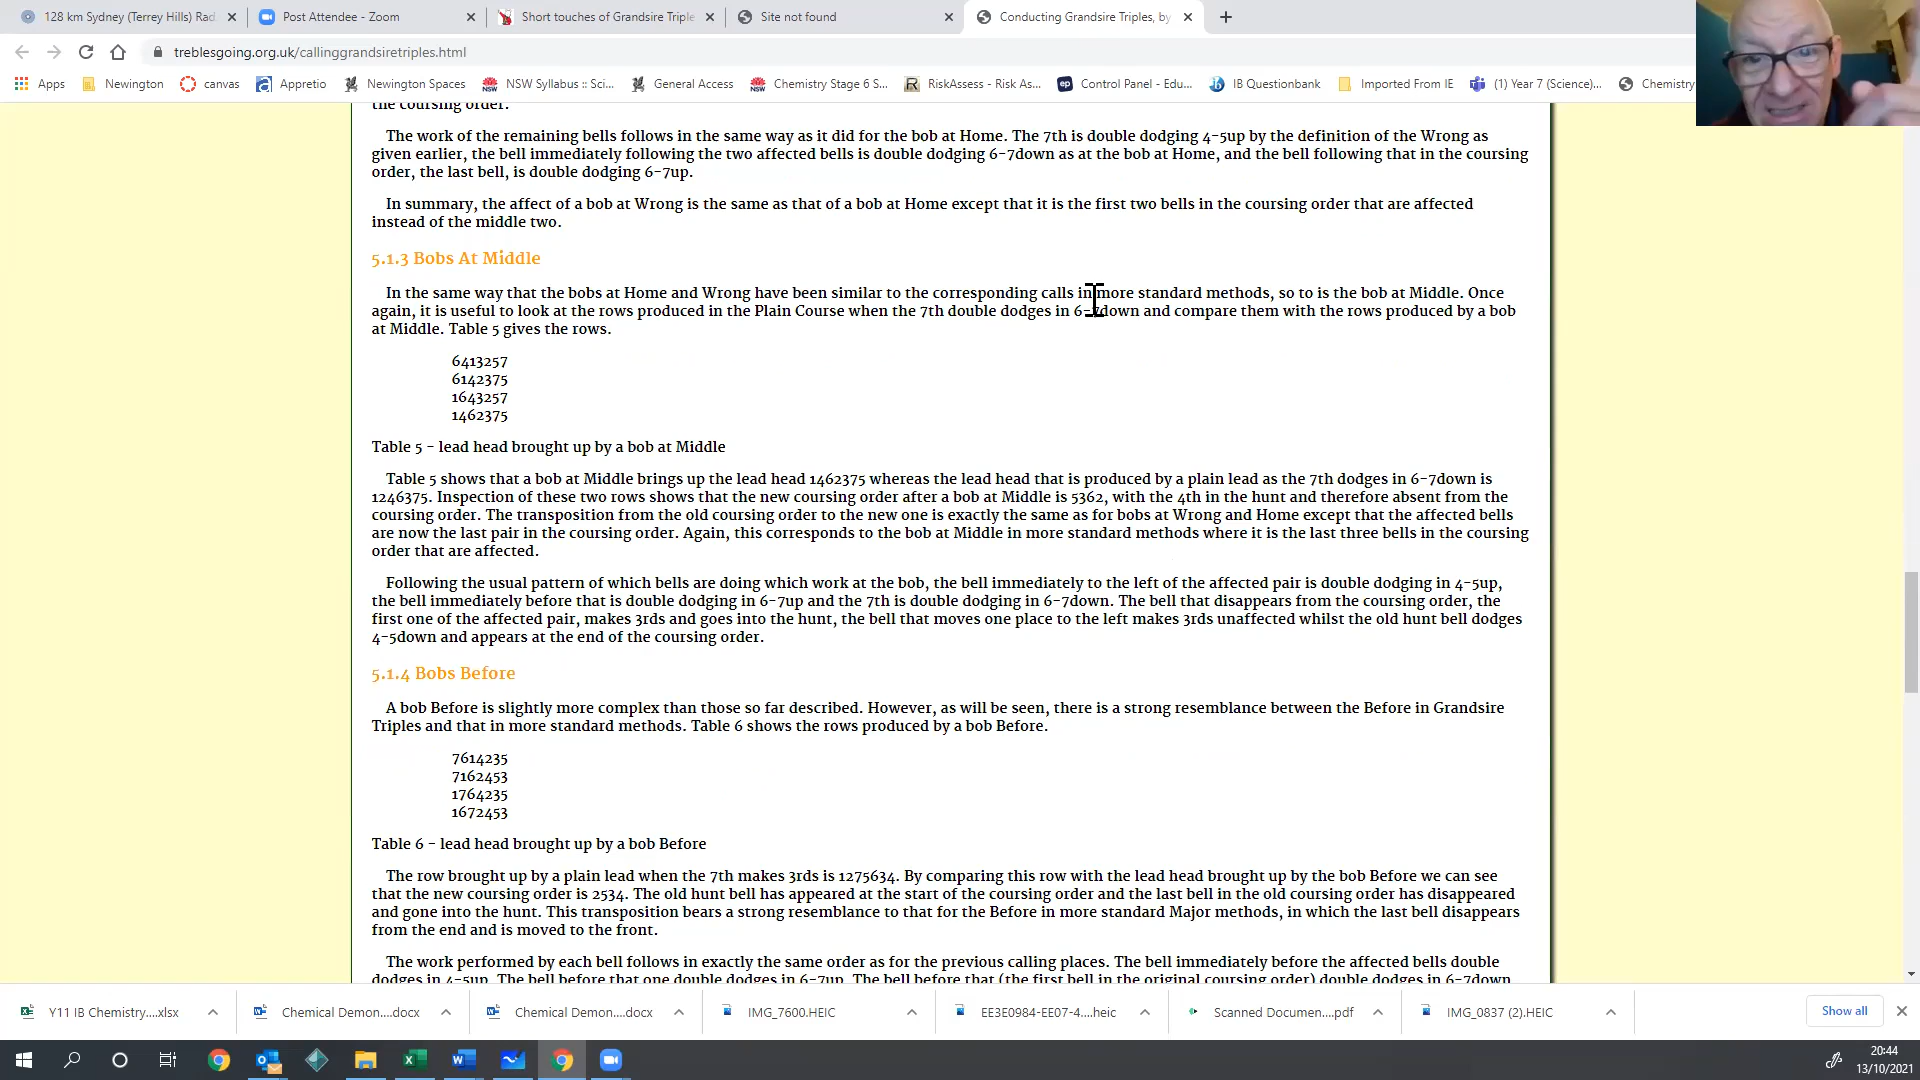 128 km Sydney (Terrey Hills) Rad
Post Attendee - Zoom
Short touches of Grandsire Triple
Site not found
Conducting Grandsire Triples, by
treblesgoing.org.uk/callinggrandsiretriples.html
Apps
Newington
canvas
Appretio
Newington Spaces
NSW Syllabus :: Sci...
General Access
Chemistry Stage 6 S...
RiskAssess - Risk As...
Control Panel - Edu...
IB Questionbank
Imported From IE
(1) Year 7 (Science)...
Chemistry
the coursing order.
The work of the remaining bells follows in the same way as it did for the bob at Home. The 7th is double dodging 4-5up by the definition of the Wrong as
given earlier, the bell immediately following the two affected bells is double dodging 6-7down as at the bob at Home, and the bell following that in the coursing
order, the last bell, is double dodging 6-7up.
In summary, the affect of a bob at Wrong is the same as that of a bob at Home except that it is the first two bells in the coursing order that are affected
instead of the middle two.
5.1.3 Bobs At Middle
In the same way that the bobs at Home and Wrong have been similar to the corresponding calls in more standard methods, so to is the bob at Middle. Once
again, it is useful to look at the rows produced in the Plain Course when the 7th double dodges in 6-7down and compare them with the rows produced by a bob
at Middle. Table 5 gives the rows.
6413257
6142375
1643257
1462375
Table 5 - lead head brought up by a bob at Middle
Table 5 shows that a bob at Middle brings up the lead head 1462375 whereas the lead head that is produced by a plain lead as the 7th dodges in 6-7down is
1246375. Inspection of these two rows shows that the new coursing order after a bob at Middle is 5362, with the 4th in the hunt and therefore absent from the
coursing order. The transposition from the old coursing order to the new one is exactly the same as for bobs at Wrong and Home except that the affected bells
are now the last pair in the coursing order. Again, this corresponds to the bob at Middle in more standard methods where it is the last three bells in the coursing
order that are affected.
Following the usual pattern of which bells are doing which work at the bob, the bell immediately to the left of the affected pair is double dodging in 4-5up,
the bell immediately before that is double dodging in 6-7up and the 7th is double dodging in 6-7down. The bell that disappears from the coursing order, the
first one of the affected pair, makes 3rds and goes into the hunt, the bell that moves one place to the left makes 3rds unaffected whilst the old hunt bell dodges
4-5down and appears at the end of the coursing order.
5.1.4 Bobs Before
A bob Before is slightly more complex than those so far described. However, as will be seen, there is a strong resemblance between the Before in Grandsire
Triples and that in more standard methods. Table 6 shows the rows produced by a bob Before.
7614235
7162453
1764235
1672453
Table 6 - lead head brought up by a bob Before
The row brought up by a plain lead when the 7th makes 3rds is 1275634. By comparing this row with the lead head brought up by the bob Before we can see
that the new coursing order is 2534. The old hunt bell has appeared at the start of the coursing order and the last bell in the old coursing order has disappeared
and gone into the hunt. This transposition bears a strong resemblance to that for the Before in more standard Major methods, in which the last bell disappears
from the end and is moved to the front.
The work performed by each bell follows in exactly the same order as for the previous calling places. The bell immediately before the affected bells double
dodges in 4-5up. The bell before that one double dodges in 6-7up. The bell before that (the first bell in the original coursing order) double dodges in 6-7down
Y11 IB Chemistry....xlsx
Chemical Demon....docx
Chemical Demon....docx
IMG_7600.HEIC
EE3E0984-EE07-4....heic
Scanned Documen....pdf
IMG_0837 (2).HEIC
Show all
20:44
13/10/2021